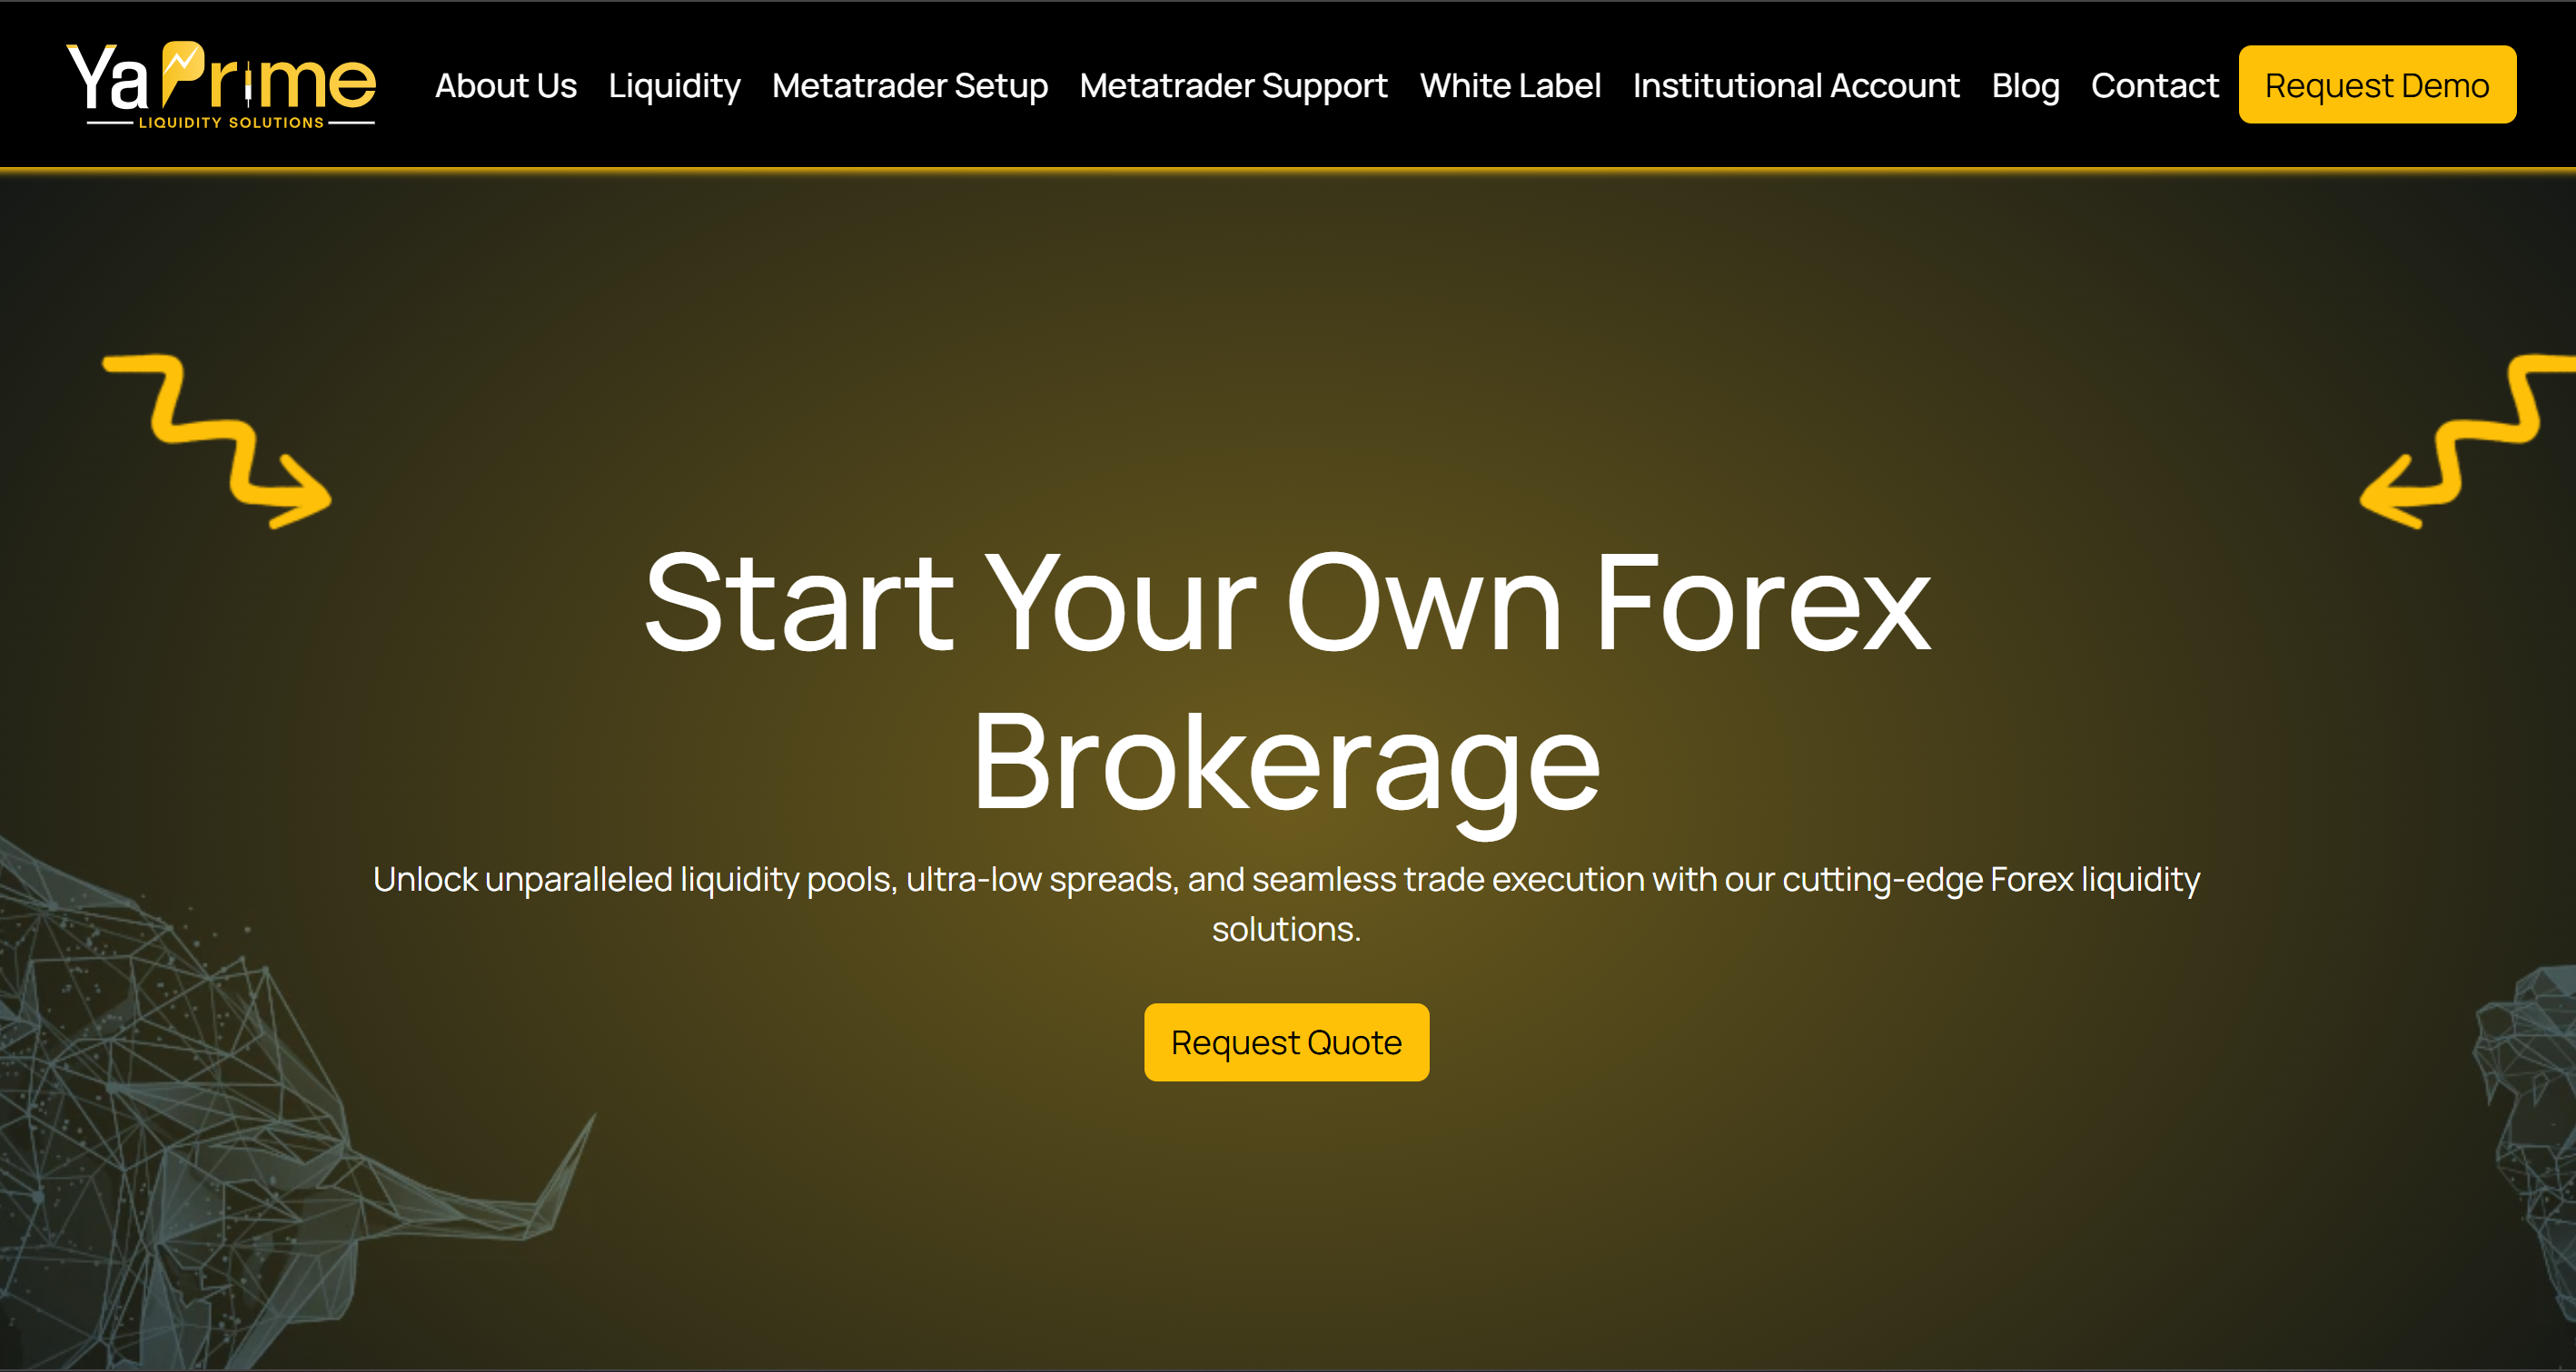 YaPrime
LIQUIDITY SOLUTIONS
About Us
Liquidity
Metatrader Setup
Metatrader Support
White Label
Institutional Account
Blog
Contact
Request Demo
Start Your Own Forex
Brokerage
Unlock unparalleled liquidity pools, ultra-low spreads, and seamless trade execution with our cutting-edge Forex liquidity
solutions.
Request Quote